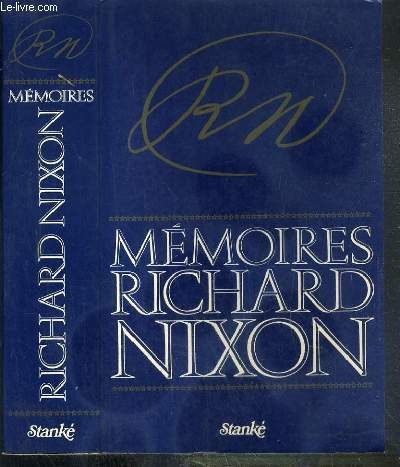 Le-livre.com
RN
MÉMOIRES
RICHARD NIXON
Stanké
RN
MÉMOIRES
RICHARD
NIXON
Stanké